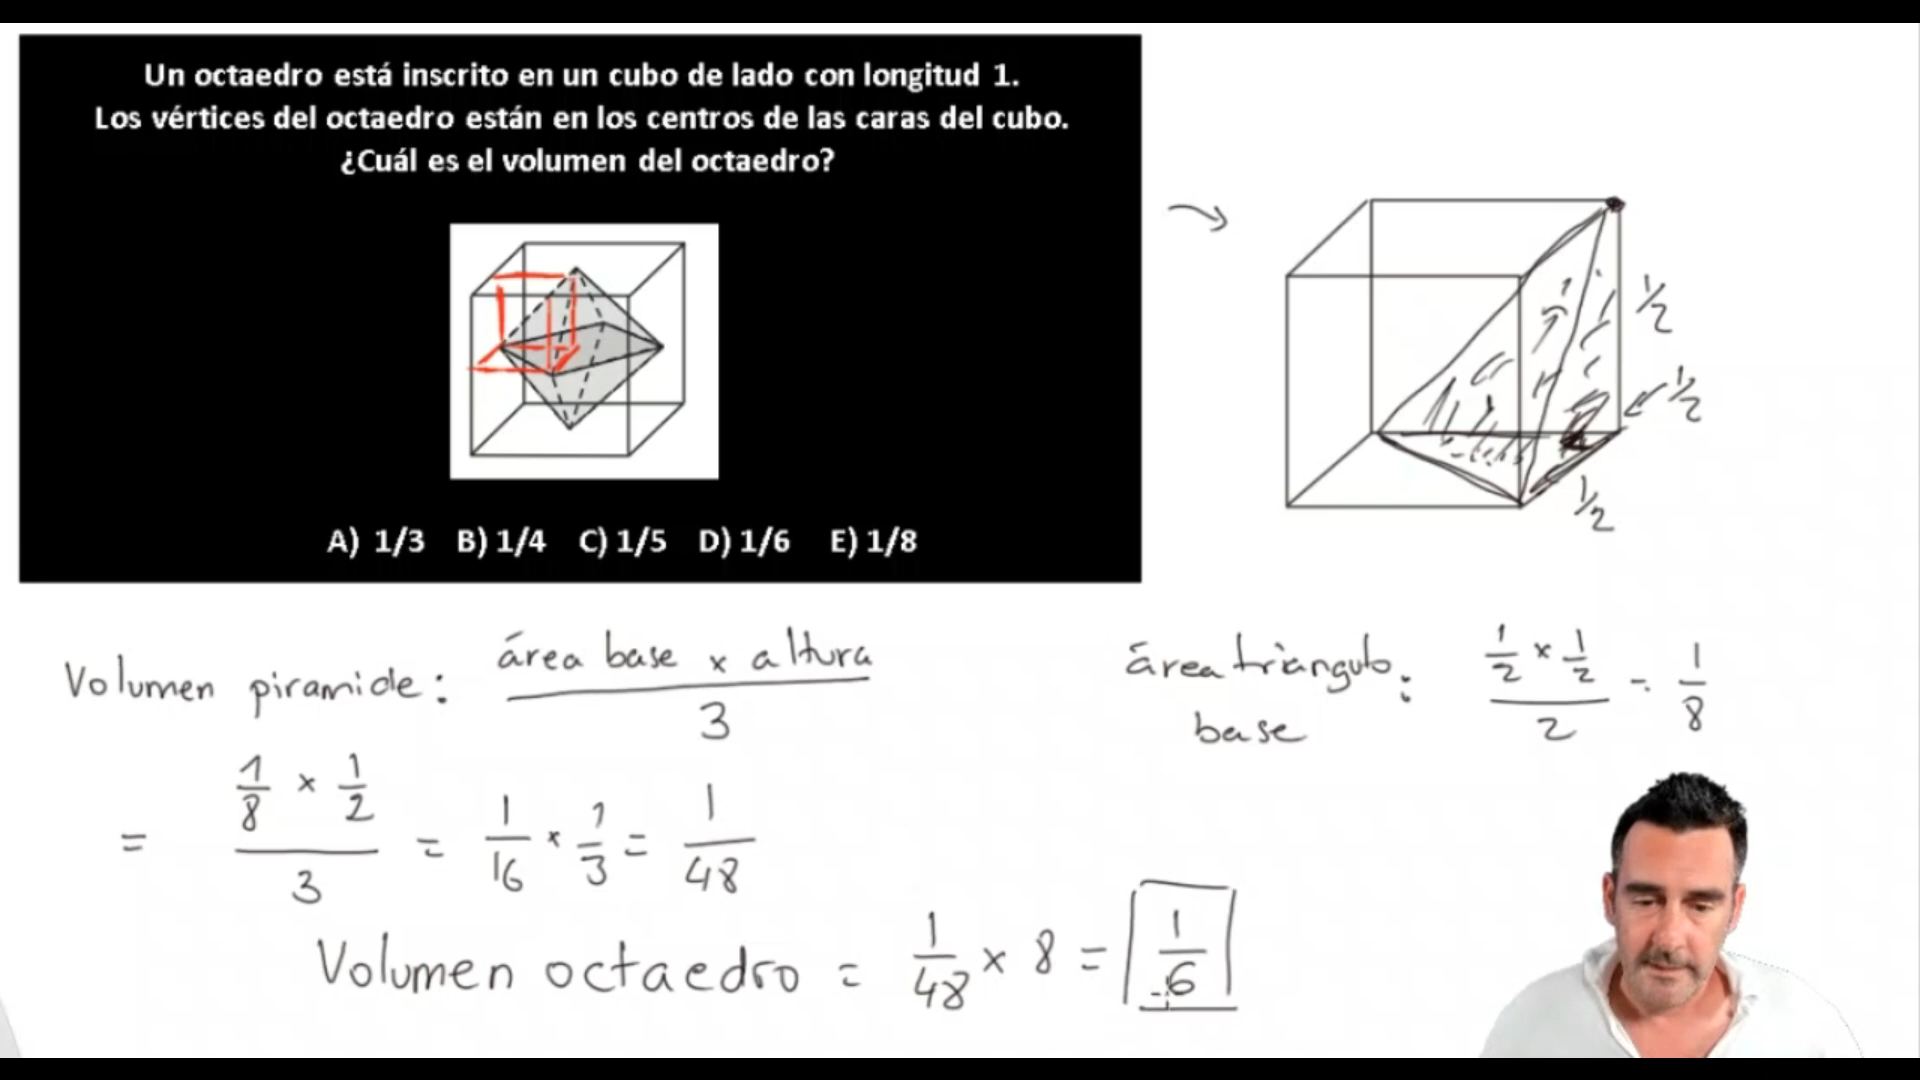 Un octaedro está inscrito en un cubo de lado con longitud 1.
Los vértices del octaedro están en los centros de las caras del cubo.
¿Cuál es el volumen del octaedro?
A) 1/3 B) 1/4 C) 1/5 D) 1/6 E) 1/8
1/2
1/2
1/2
Volumen piramide: área base x altura / 3
área triángulo base: (1/2 x 1/2) / 2 = 1/8
= (1/8 x 1/2) / 3 = 1/16 x 1/3 = 1/48
Volumen octaedro = 1/48 x 8 = 1/6